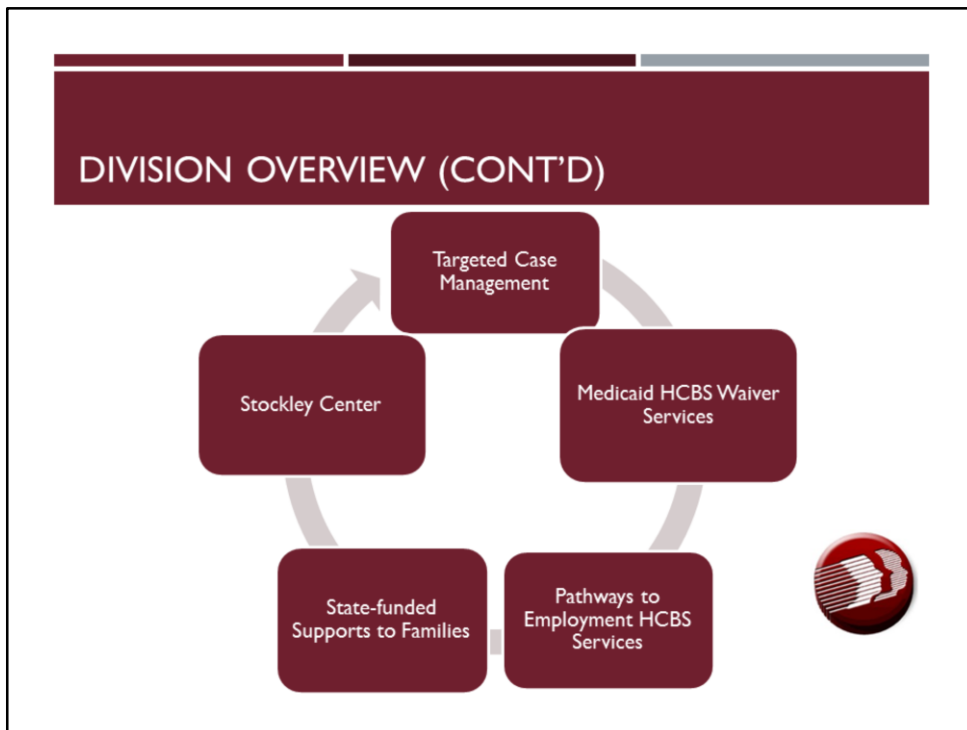 DIVISION OVERVIEW (CONT'D)
Targeted Case
Management
Medicaid HCBS Waiver
Services
Pathways to
Employment HCBS
Services
State-funded
Supports to Families
Stockley Center